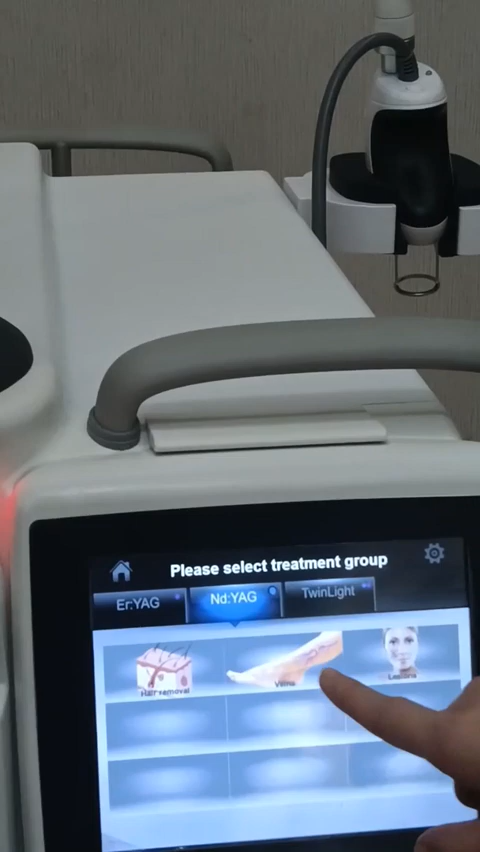 Please select treatment group
Er:YAG
Nd:YAG
TwinLight
Hair removal
Veins
Lesions